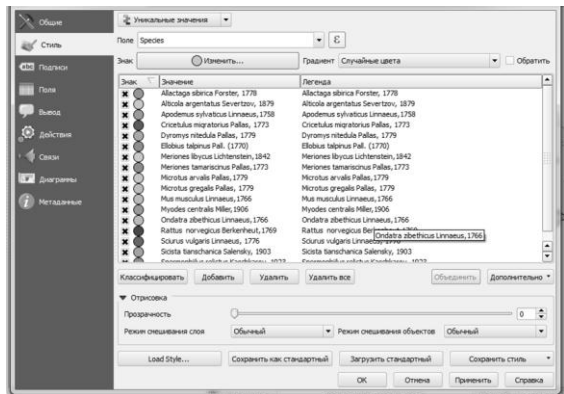 Общие
Стиль
Подписи
Поля
Вывод
Действия
Связи
Диаграммы
Метаданные
Уникальные значения
Поле Species ε
Знак Изменить... Градиент Случайные цвета Обратить
Знак Значение Легенда
Allactaga sibirica Forster, 1778 Allactaga sibirica Forster, 1778
Alticola argentatus Severtzov, 1879 Alticola argentatus Severtzov, 1879
Apodemus sylvaticus Linnaeus,1758 Apodemus sylvaticus Linnaeus,1758
Cricetulus migratorius Pallas, 1773 Cricetulus migratorius Pallas, 1773
Dyromys nitedula Pallas, 1779 Dyromys nitedula Pallas, 1779
Ellobius talpinus Pall. (1770) Ellobius talpinus Pall. (1770)
Meriones libycus Lichtenstein,1842 Meriones libycus Lichtenstein,1842
Meriones tamariscinus Pallas, 1773 Meriones tamariscinus Pallas, 1773
Microtus arvalis Pallas, 1779 Microtus arvalis Pallas, 1779
Microtus gregalis Pallas, 1779 Microtus gregalis Pallas, 1779
Mus musculus Linnaeus,1766 Mus musculus Linnaeus,1766
Myodes centralis Miller,1906 Myodes centralis Miller,1906
Ondatra zbethicus Linnaeus,1766 Ondatra zbethicus Linnaeus,1766
Rattus norvegicus Berkenhout,1769 Rattus norvegicus
Ondatra zbethicus Linnaeus,1766
Sciurus vulgaris Linnaeus, 1776 Sciurus vulgaris
Sicista tianschanica Salensky, 1903 Sicista tianschanica Salensky, 1903
Классифицировать Добавить Удалить Удалить все Объединить Дополнительно
Отрисовка
Прозрачность 0
Режим смешивания слоя Обычный Режим смешивания объектов Обычный
Load Style... Сохранить как стандартный Загрузить стандартный Сохранить стиль
OK Отмена Применить Справка